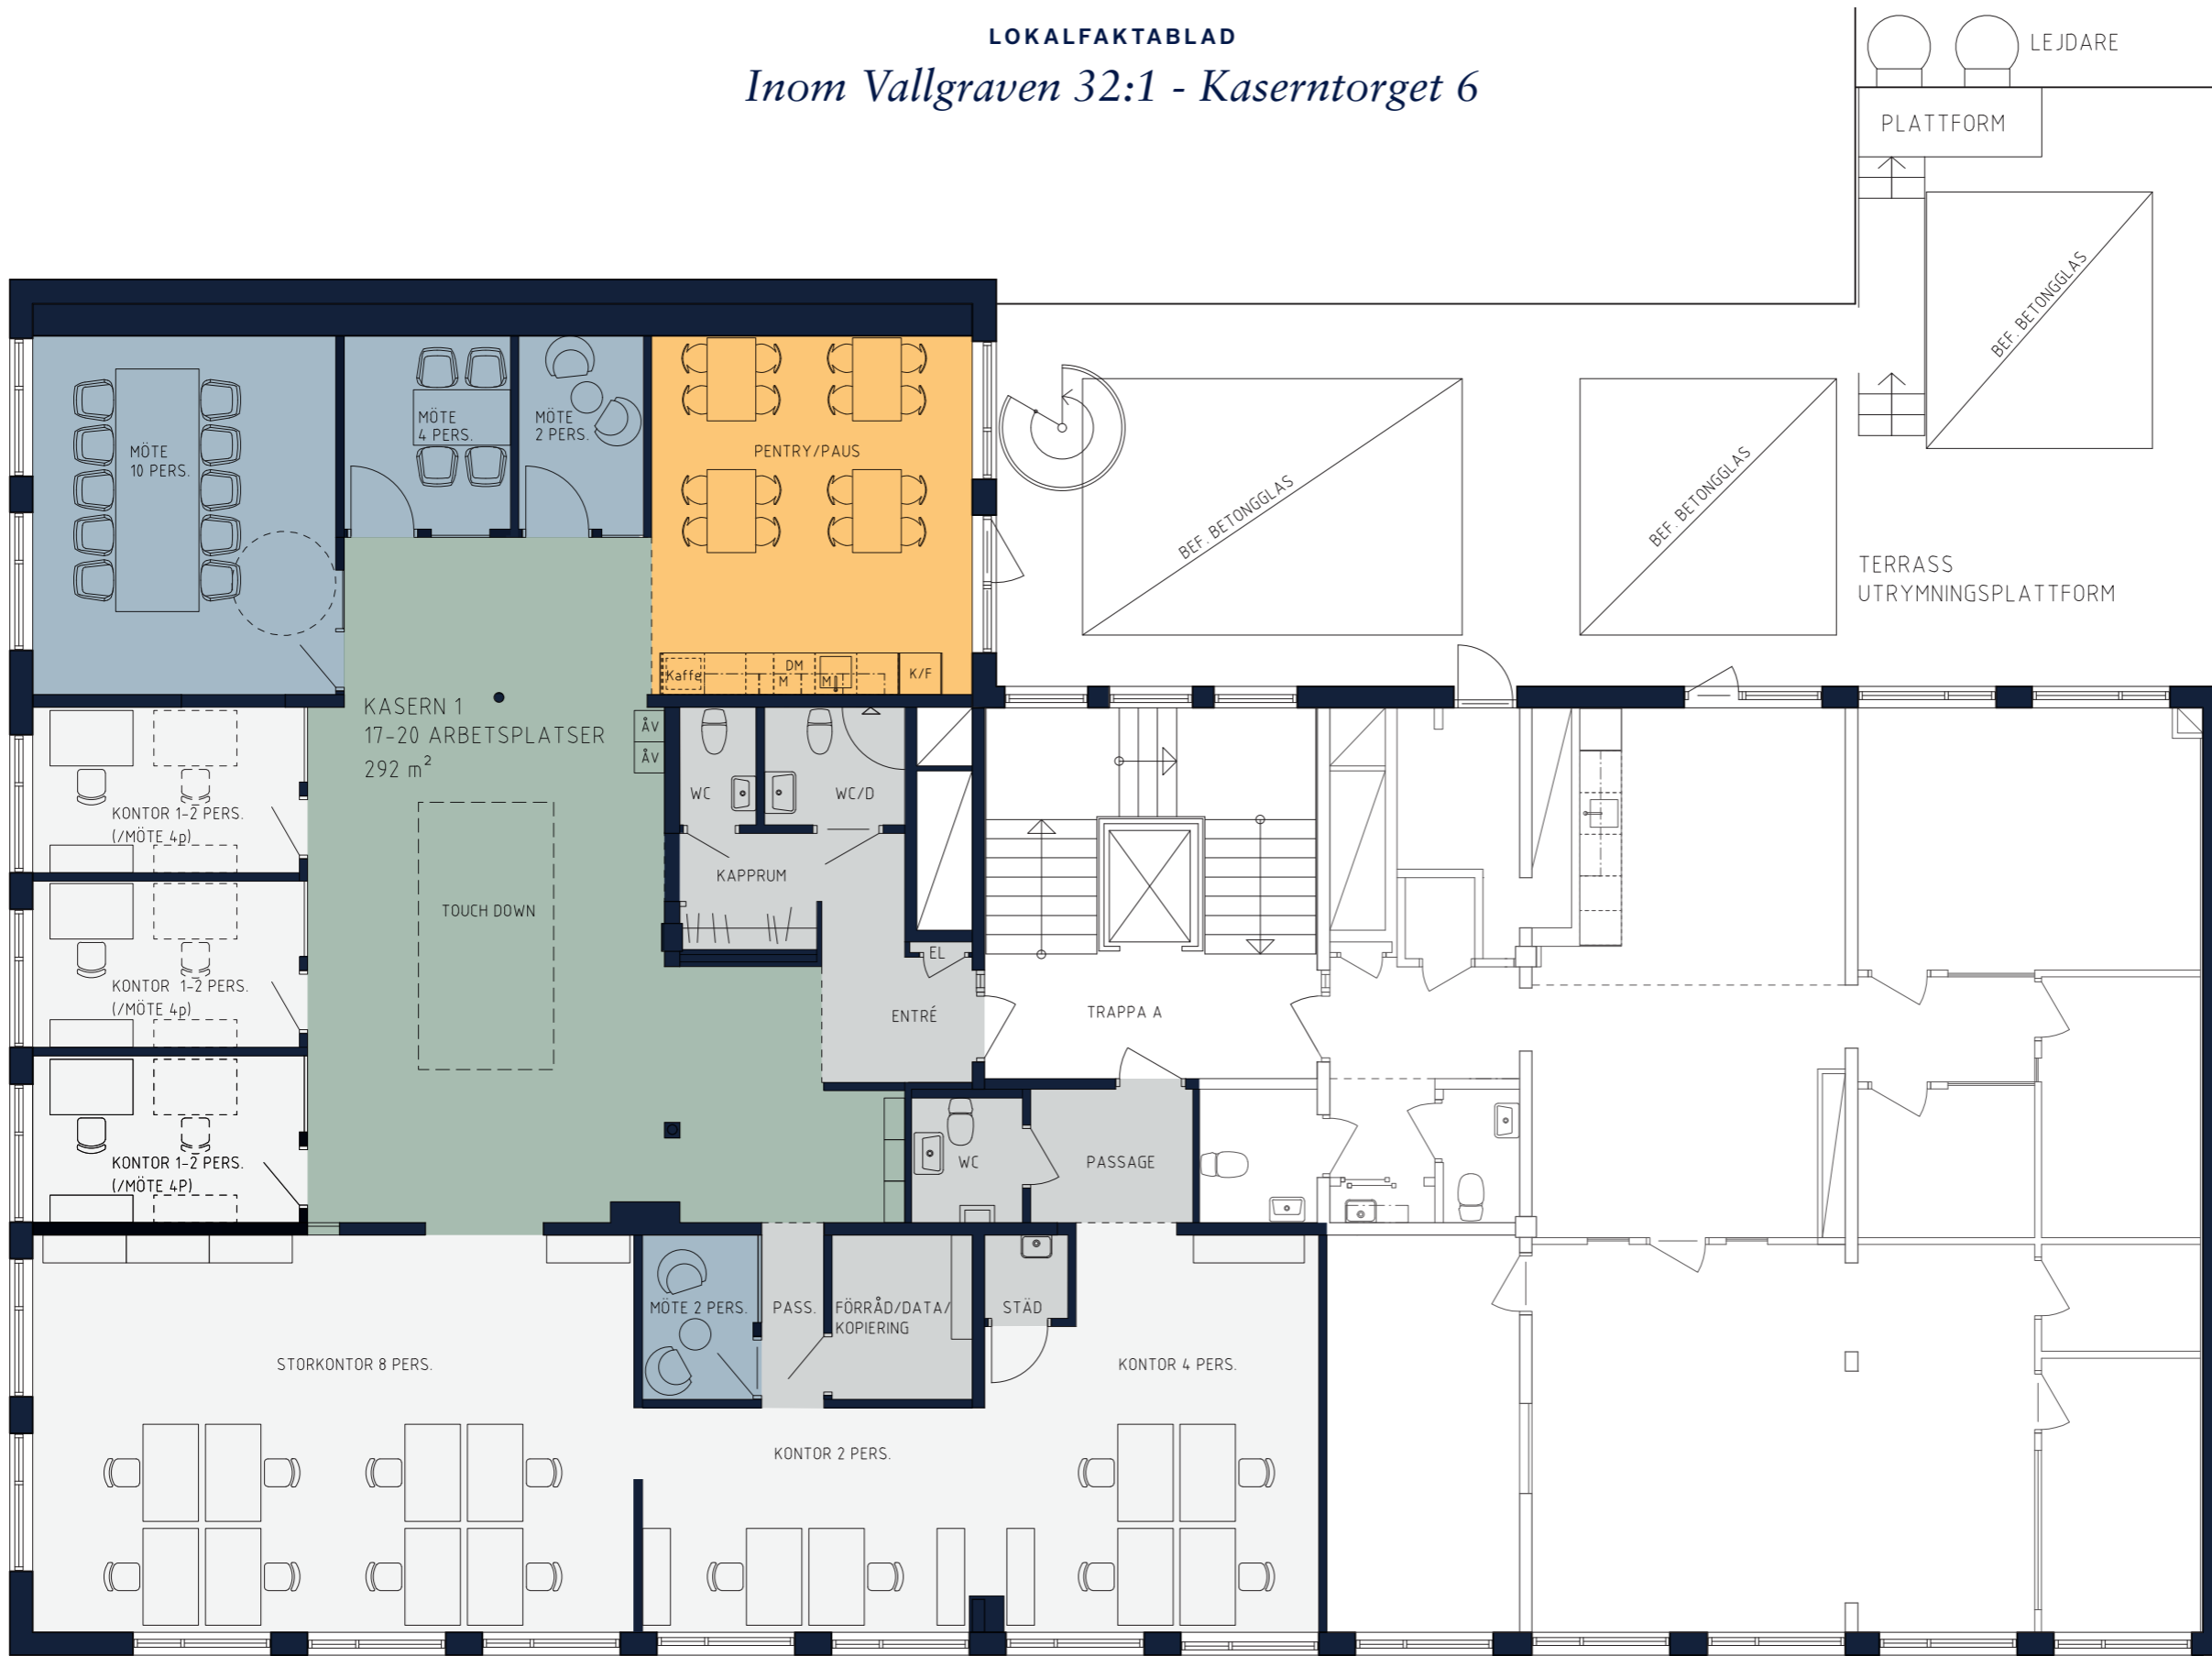 LOKALFAKTABLAD
Inom Vallgraven 32:1 - Kaserntorget 6
LEJDARE
PLATTFORM
BEF. BETONGGLAS
MÖTE
4 PERS.
MÖTE
2 PERS.
MÖTE
10 PERS.
PENTRY/PAUS
BEF. BETONGGLAS
BEF. BETONGGLAS
TERRASS
UTRYMNINGSPLATTFORM
Kaffe
DM
M
M
K/F
KASERN 1
17-20 ARBETSPLATSER
292 m²
ÅV
ÅV
WC
WC/D
KONTOR 1-2 PERS.
(/MÖTE 4p)
KAPPRUM
TOUCH DOWN
EL
KONTOR 1-2 PERS.
(/MÖTE 4p)
ENTRÉ
TRAPPA A
KONTOR 1-2 PERS.
(/MÖTE 4P)
WC
PASSAGE
MÖTE 2 PERS.
PASS.
FÖRRÅD/DATA/
KOPIERING
STÄD
STORKONTOR 8 PERS.
KONTOR 4 PERS.
KONTOR 2 PERS.